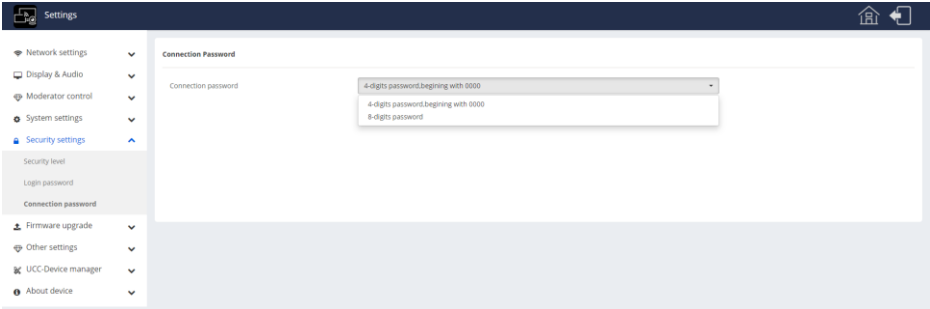 Settings
Network settings
Display & Audio
Moderator control
System settings
Security settings
Security level
Login password
Connection password
Firmware upgrade
Other settings
UCC-Device manager
About device
Connection Password
Connection password
4-digits password.begining with 0000
4-digits password.begining with 0000
8-digits password